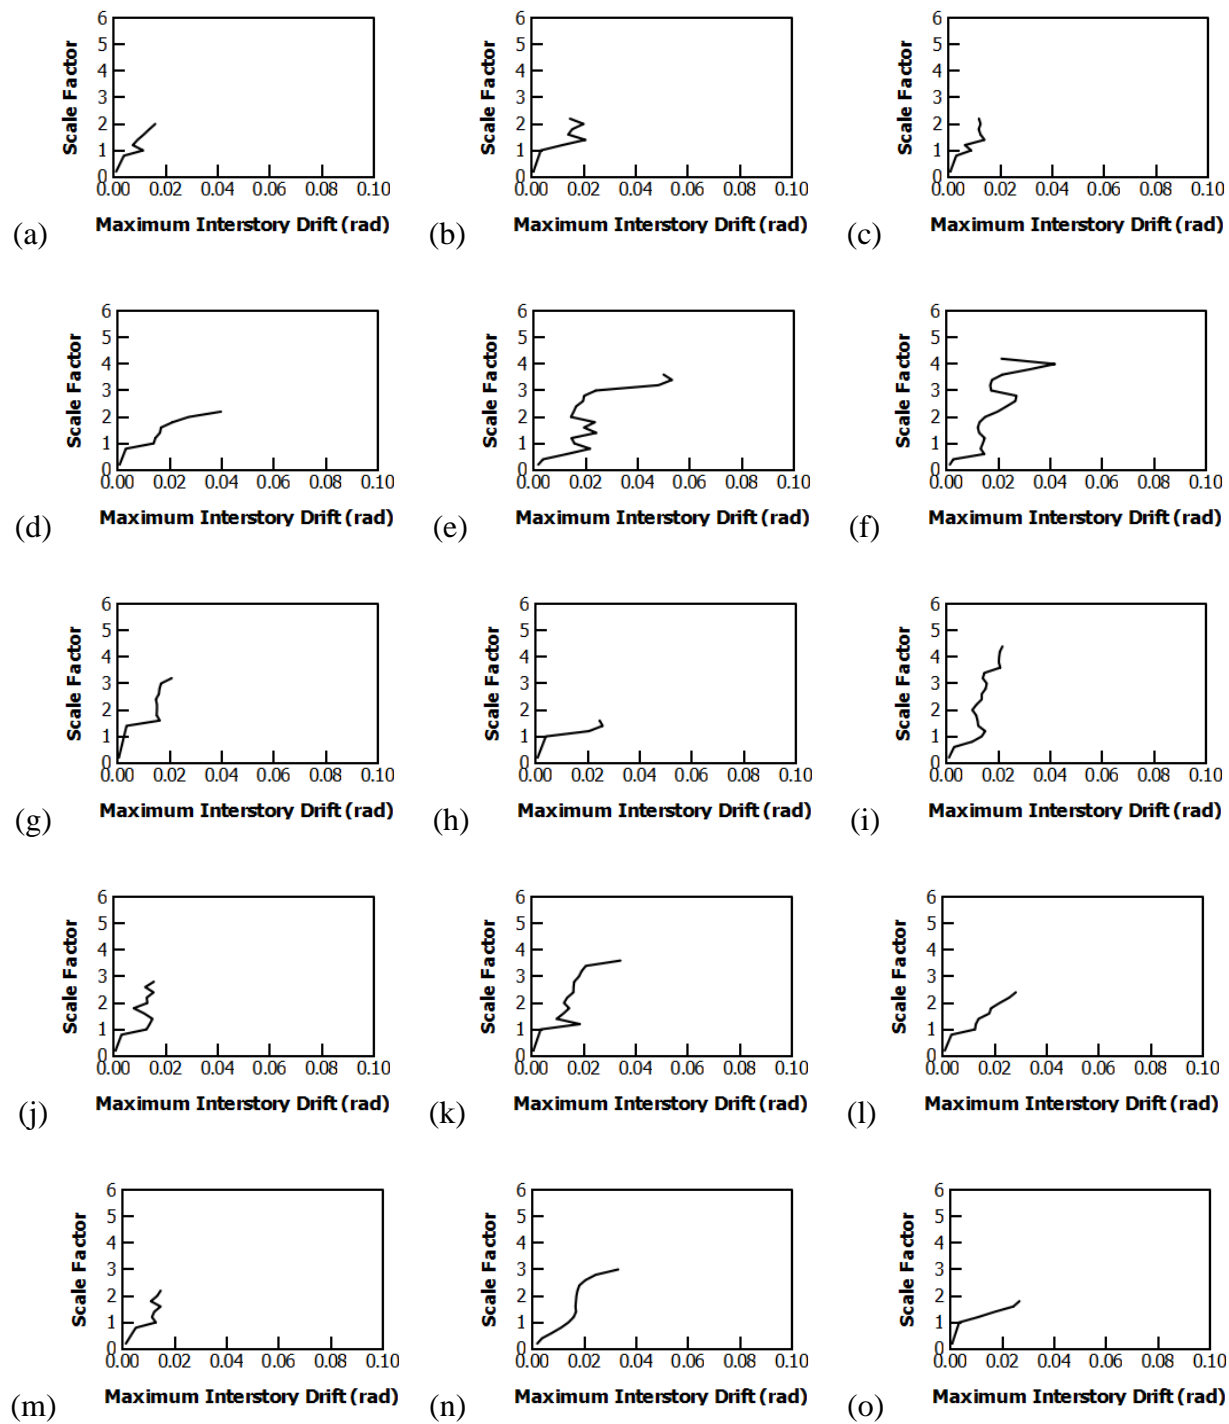 6 6 6
5 5 5
4 4 4
3 3 3
2 2 2
1 1 1
0 0 0
Scale Factor Scale Factor Scale Factor
0.00 0.02 0.04 0.06 0.08 0.10 0.00 0.02 0.04 0.06 0.08 0.10 0.00 0.02 0.04 0.06 0.08 0.10
(a) Maximum Interstory Drift (rad) (b) Maximum Interstory Drift (rad) (c) Maximum Interstory Drift (rad)
6 6 6
5 5 5
4 4 4
3 3 3
2 2 2
1 1 1
0 0 0
Scale Factor Scale Factor Scale Factor
0.00 0.02 0.04 0.06 0.08 0.10 0.00 0.02 0.04 0.06 0.08 0.10 0.00 0.02 0.04 0.06 0.08 0.10
(d) Maximum Interstory Drift (rad) (e) Maximum Interstory Drift (rad) (f) Maximum Interstory Drift (rad)
6 6 6
5 5 5
4 4 4
3 3 3
2 2 2
1 1 1
0 0 0
Scale Factor Scale Factor Scale Factor
0.00 0.02 0.04 0.06 0.08 0.10 0.00 0.02 0.04 0.06 0.08 0.10 0.00 0.02 0.04 0.06 0.08 0.10
(g) Maximum Interstory Drift (rad) (h) Maximum Interstory Drift (rad) (i) Maximum Interstory Drift (rad)
6 6 6
5 5 5
4 4 4
3 3 3
2 2 2
1 1 1
0 0 0
Scale Factor Scale Factor Scale Factor
0.00 0.02 0.04 0.06 0.08 0.10 0.00 0.02 0.04 0.06 0.08 0.10 0.00 0.02 0.04 0.06 0.08 0.10
(j) Maximum Interstory Drift (rad) (k) Maximum Interstory Drift (rad) (l) Maximum Interstory Drift (rad)
6 6 6
5 5 5
4 4 4
3 3 3
2 2 2
1 1 1
0 0 0
Scale Factor Scale Factor Scale Factor
0.00 0.02 0.04 0.06 0.08 0.10 0.00 0.02 0.04 0.06 0.08 0.10 0.00 0.02 0.04 0.06 0.08 0.10
(m) Maximum Interstory Drift (rad) (n) Maximum Interstory Drift (rad) (o) Maximum Interstory Drift (rad)